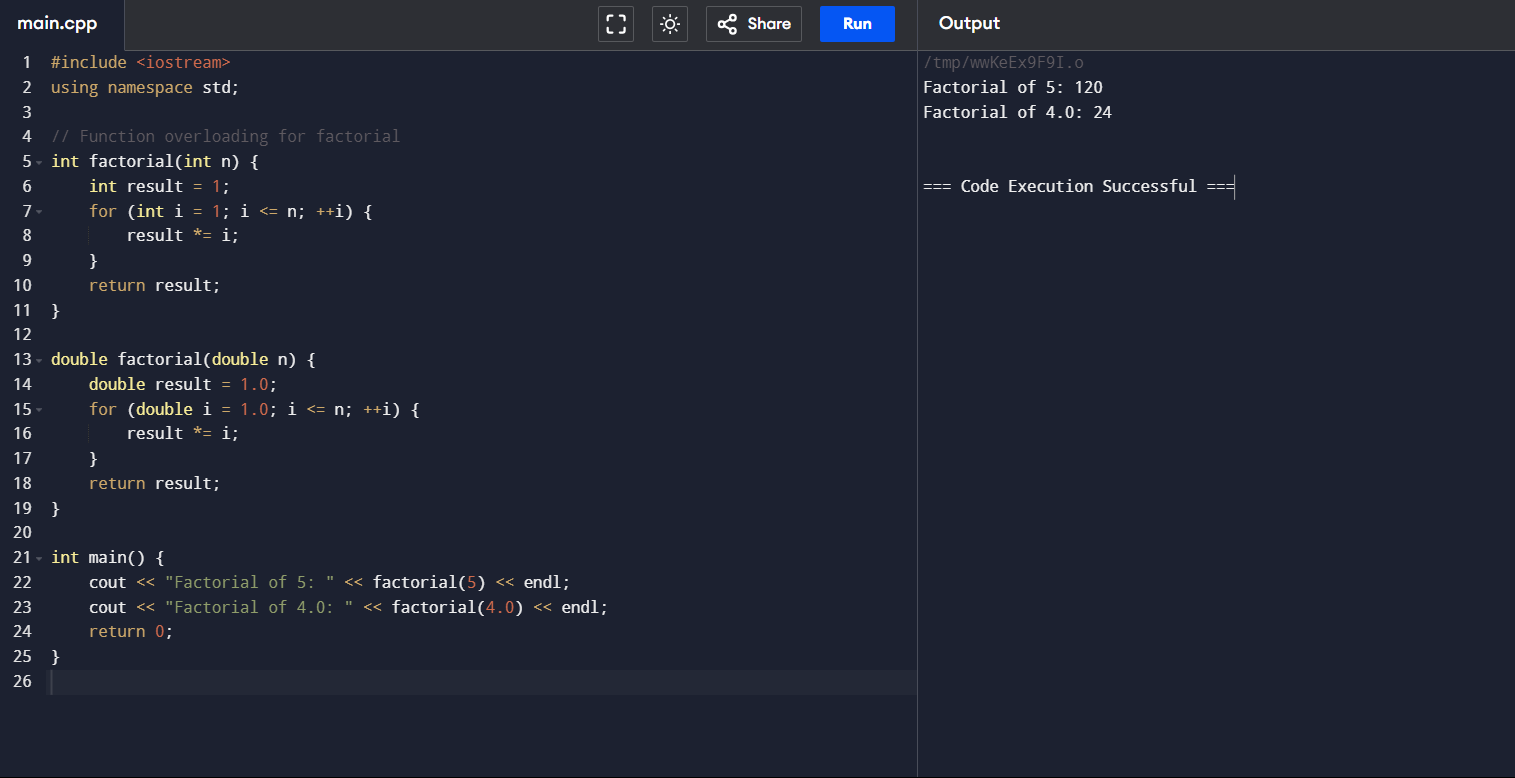 main.cpp
Share
Run
Output
1 #include <iostream>
2 using namespace std;
3
4 // Function overloading for factorial
5 int factorial(int n) {
6     int result = 1;
7     for (int i = 1; i <= n; ++i) {
8         result *= i;
9     }
10     return result;
11 }
12
13 double factorial(double n) {
14     double result = 1.0;
15     for (double i = 1.0; i <= n; ++i) {
16         result *= i;
17     }
18     return result;
19 }
20
21 int main() {
22     cout << "Factorial of 5: " << factorial(5) << endl;
23     cout << "Factorial of 4.0: " << factorial(4.0) << endl;
24     return 0;
25 }
26
/tmp/wwKeEx9F9I.o
Factorial of 5: 120
Factorial of 4.0: 24
=== Code Execution Successful ===